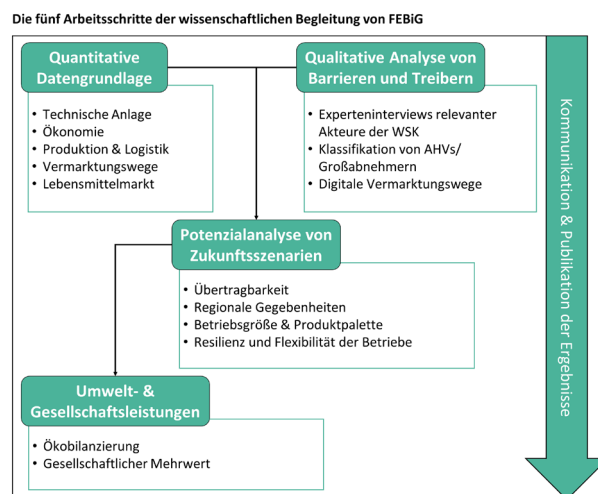 Die fünf Arbeitsschritte der wissenschaftlichen Begleitung von FEBiG
Quantitative
Datengrundlage
• Technische Anlage
• Ökonomie
• Produktion & Logistik
• Vermarktungswege
• Lebensmittelmarkt
Qualitative Analyse von
Barrieren und Treibern
• Experteninterviews relevanter
Akteure der WSK
• Klassifikation von AHVs/
Großabnehmern
• Digitale Vermarktungswege
Potenzialanalyse von
Zukunftsszenarien
• Übertragbarkeit
• Regionale Gegebenheiten
• Betriebsgröße & Produktpalette
• Resilienz und Flexibilität der Betriebe
Umwelt- &
Gesellschaftsleistungen
• Ökobilanzierung
• Gesellschaftlicher Mehrwert
Kommunikation & Publikation der Ergebnisse